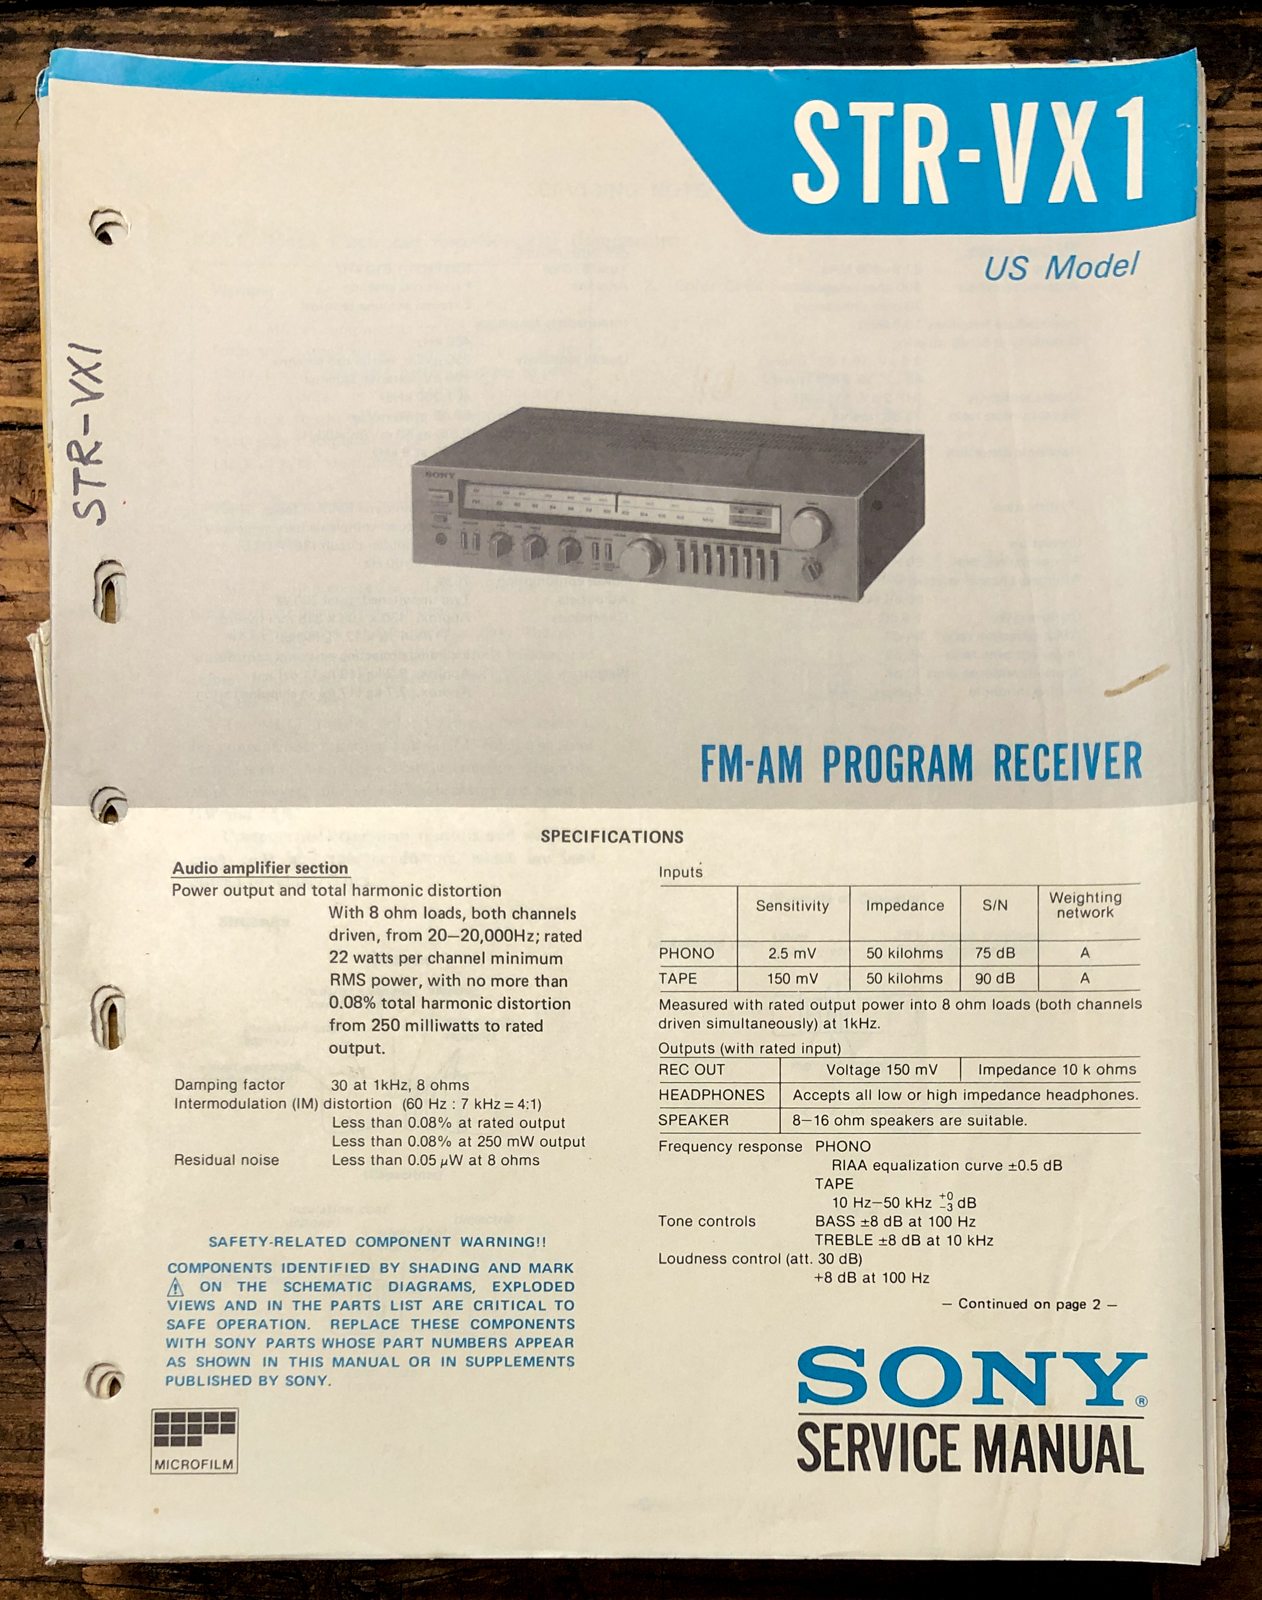 STR-VX1
US Model
STR-VX1
SONY
FM-AM PROGRAM RECEIVER
SPECIFICATIONS
Audio amplifier section
Power output and total harmonic distortion
With 8 ohm loads, both channels
driven, from 20—20,000Hz; rated
22 watts per channel minimum
RMS power, with no more than
0.08% total harmonic distortion
from 250 milliwatts to rated
output.
Damping factor 30 at 1kHz, 8 ohms
Intermodulation (IM) distortion (60 Hz : 7 kHz = 4:1)
Less than 0.08% at rated output
Less than 0.08% at 250 mW output
Residual noise Less than 0.05 μW at 8 ohms
SAFETY-RELATED COMPONENT WARNING!!
COMPONENTS IDENTIFIED BY SHADING AND MARK
⚠ ON THE SCHEMATIC DIAGRAMS, EXPLODED
VIEWS AND IN THE PARTS LIST ARE CRITICAL TO
SAFE OPERATION. REPLACE THESE COMPONENTS
WITH SONY PARTS WHOSE PART NUMBERS APPEAR
AS SHOWN IN THIS MANUAL OR IN SUPPLEMENTS
PUBLISHED BY SONY.
MICROFILM
Inputs
Sensitivity Impedance S/N Weighting
network
PHONO 2.5 mV 50 kilohms 75 dB A
TAPE 150 mV 50 kilohms 90 dB A
Measured with rated output power into 8 ohm loads (both channels
driven simultaneously) at 1kHz.
Outputs (with rated input)
REC OUT Voltage 150 mV Impedance 10 k ohms
HEADPHONES Accepts all low or high impedance headphones.
SPEAKER 8—16 ohm speakers are suitable.
Frequency response PHONO
RIAA equalization curve ±0.5 dB
TAPE
10 Hz—50 kHz +0 −3 dB
Tone controls BASS ±8 dB at 100 Hz
TREBLE ±8 dB at 10 kHz
Loudness control (att. 30 dB)
+8 dB at 100 Hz
— Continued on page 2 —
SONY®
SERVICE MANUAL